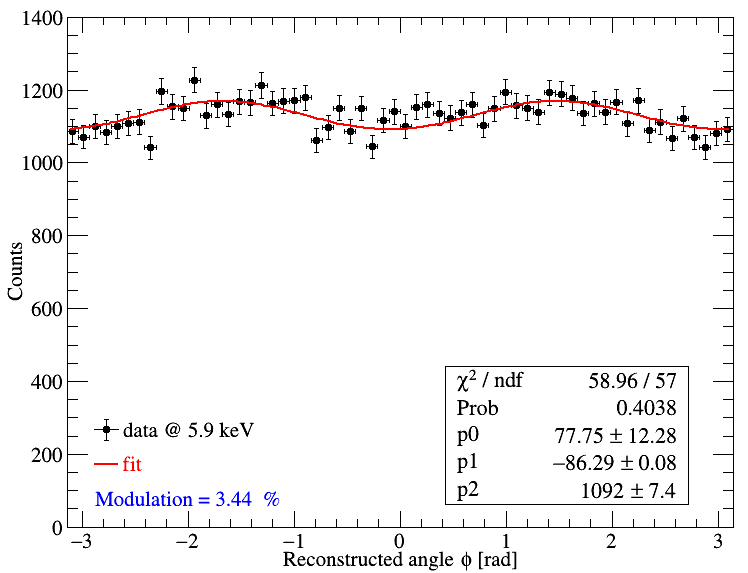 1400
1200
1000
800
600
400
200
0
Counts
χ² / ndf 58.96 / 57
Prob 0.4038
p0 77.75 ± 12.28
p1 −86.29 ± 0.08
p2 1092 ± 7.4
data @ 5.9 keV
fit
Modulation = 3.44 %
−3 −2 −1 0 1 2 3
Reconstructed angle ϕ [rad]